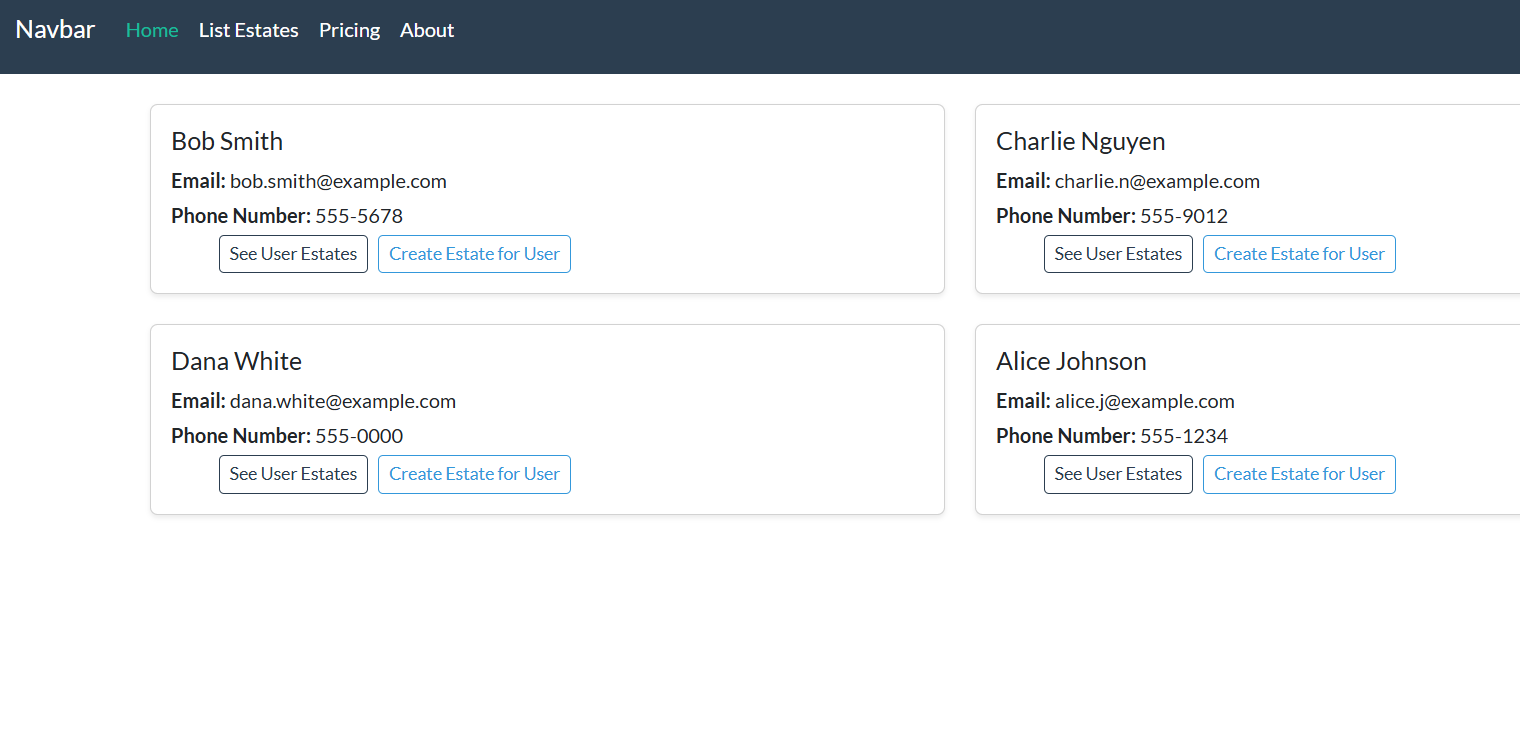 Navbar Home List Estates Pricing About
Bob Smith
Email: bob.smith@example.com
Phone Number: 555-5678
See User Estates Create Estate for User
Charlie Nguyen
Email: charlie.n@example.com
Phone Number: 555-9012
See User Estates Create Estate for User
Dana White
Email: dana.white@example.com
Phone Number: 555-0000
See User Estates Create Estate for User
Alice Johnson
Email: alice.j@example.com
Phone Number: 555-1234
See User Estates Create Estate for User